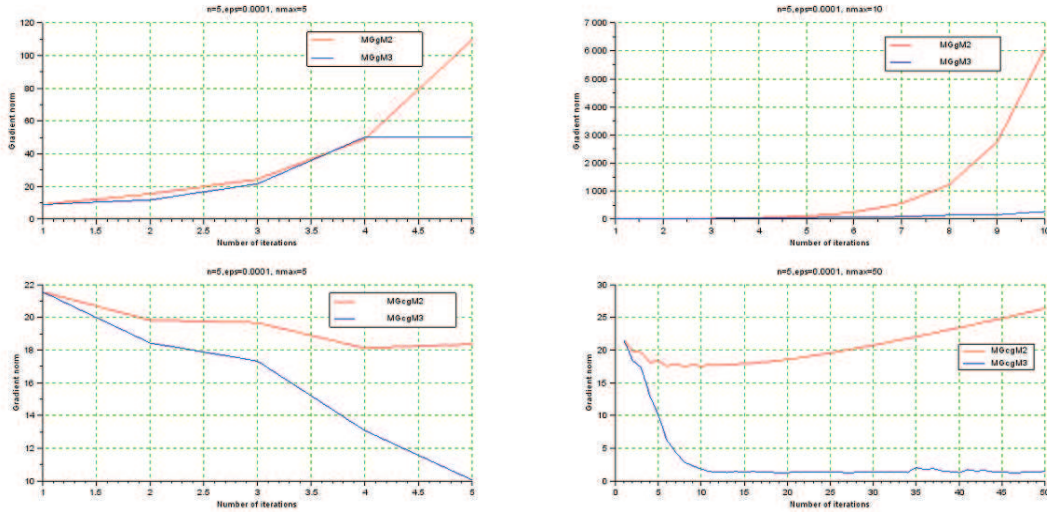 n=5,eps=0.0001, nmax=5
120
100
80
60
40
20
0
Gradient norm
MGgM2
MGgM3
1 1.5 2 2.5 3 3.5 4 4.5 5
Number of iterations
n=5,eps=0.0001, nmax=10
7 000
6 000
5 000
4 000
3 000
2 000
1 000
0
Gradient norm
MGgM2
MGgM3
1 2 3 4 5 6 7 8 9 10
Number of iterations
n=5,eps=0.0001, nmax=5
22
20
18
16
14
12
10
Gradient norm
MGcgM2
MGcgM3
1 1.5 2 2.5 3 3.5 4 4.5 5
Number of iterations
n=5,eps=0.0001, nmax=50
30
25
20
15
10
5
0
Gradient norm
MGcgM2
MGcgM3
0 5 10 15 20 25 30 35 40 45 50
Number of iterations